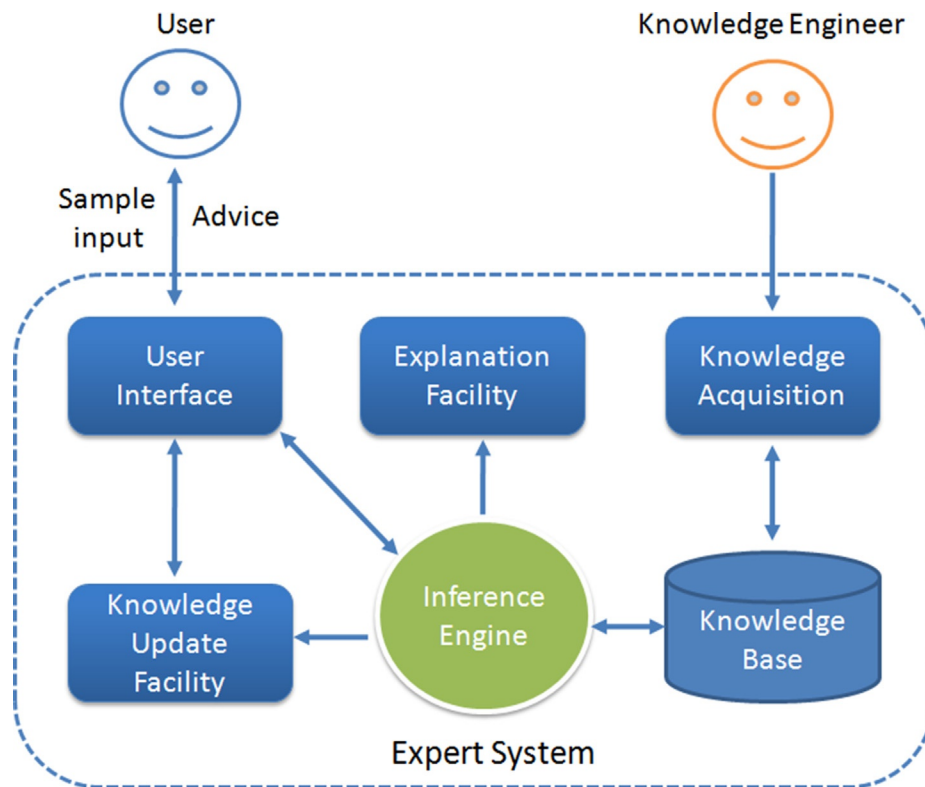 User
Knowledge Engineer
Sample
input
Advice
User
Interface
Explanation
Facility
Knowledge
Acquisition
Knowledge
Update
Facility
Inference
Engine
Knowledge
Base
Expert System